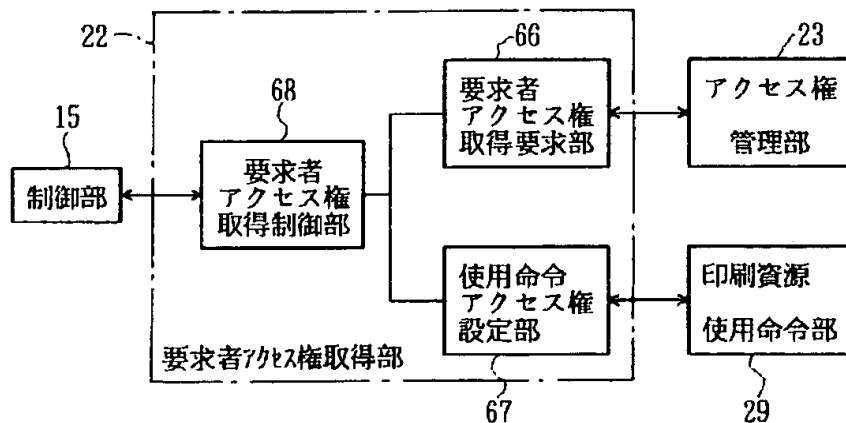 22
66
23
要求者
アクセス権
取得要求部
アクセス権
管理部
68
15
要求者
アクセス権
取得制御部
制御部
使用命令
アクセス権
設定部
印刷資源
使用命令部
要求者アクセス権取得部
67
29